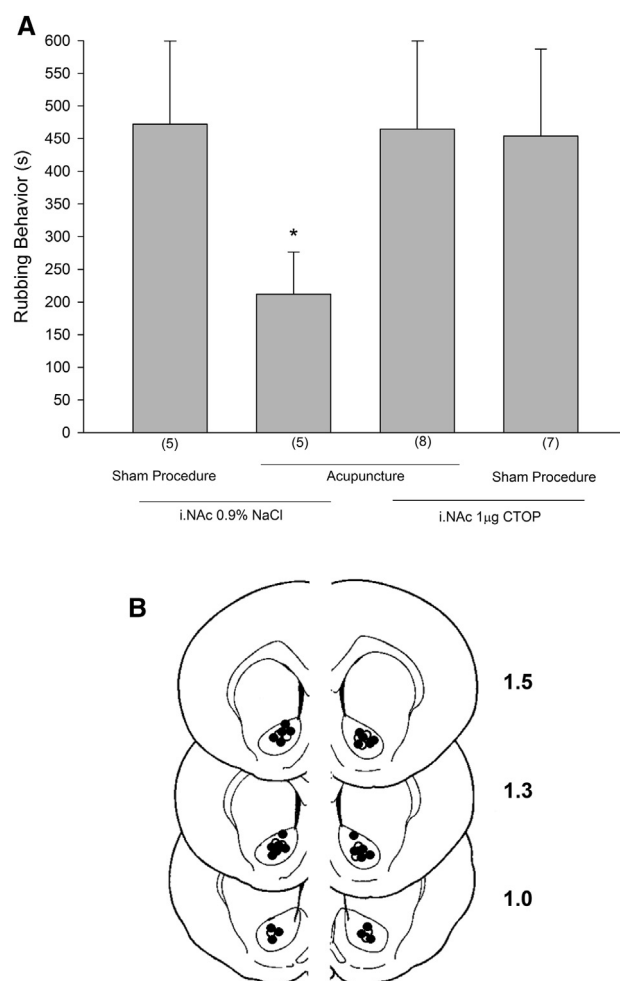 A
600
550
500
450
400
350
300
250
200
150
100
50
0
Rubbing Behavior (s)
*
(5) (5) (8) (7)
Sham Procedure Acupuncture Sham Procedure
i.NAc 0.9% NaCl i.NAc 1μg CTOP
B
1.5
1.3
1.0